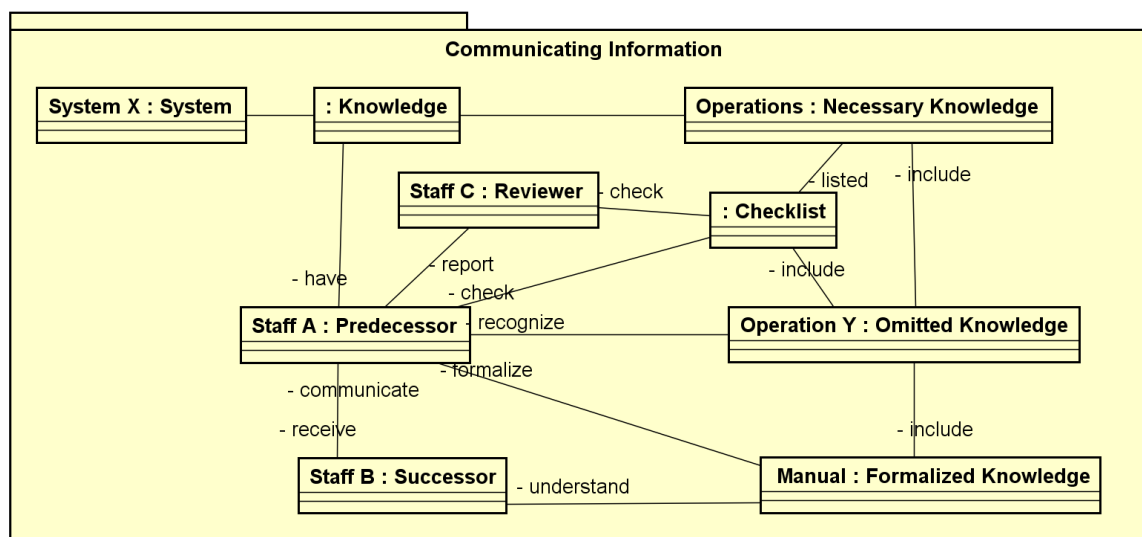 Communicating Information
System X : System
: Knowledge
Operations : Necessary Knowledge
Staff C : Reviewer
- check
- listed
- include
: Checklist
- report
- include
- have
- check
Staff A : Predecessor
- recognize
Operation Y : Omitted Knowledge
- communicate
- formalize
- receive
- include
Staff B : Successor
- understand
Manual : Formalized Knowledge